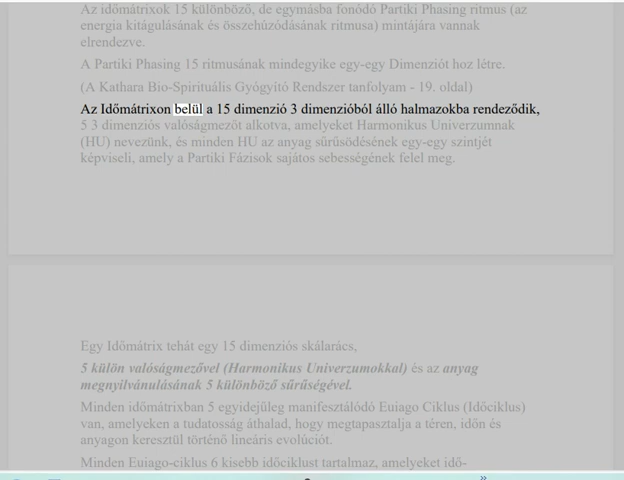 Az időmátrixok 15 különböző, de egymásba fonódó Partiki Phasing ritmus (az
energia kitágulásának és összehúzódásának ritmusa) mintájára vannak
elrendezve.
A Partiki Phasing 15 ritmusának mindegyike egy-egy Dimenziót hoz létre.
(A Kathara Bio-Spirituális Gyógyító Rendszer tanfolyam - 19. oldal)
Az Időmátrixon belül a 15 dimenzió 3 dimenzióból álló halmazokba rendeződik,
5 3 dimenziós valóságmezőt alkotva, amelyeket Harmonikus Univerzumnak
(HU) nevezünk, és minden HU az anyag sűrűsödésének egy-egy szintjét
képviseli, amely a Partiki Fázisok sajátos sebességének felel meg.
Egy Időmátrix tehát egy 15 dimenziós skálarács,
5 külön valóságmezővel (Harmonikus Univerzumokkal) és az anyag
megnyilvánulásának 5 különböző sűrűségével.
Minden időmátrixban 5 egyidejűleg manifesztálódó Euiago Ciklus (Időciklus)
van, amelyeken a tudatosság áthalad, hogy megtapasztalja a téren, időn és
anyagon keresztül történő lineáris evolúciót.
Minden Euiago-ciklus 6 kisebb időciklust tartalmaz, amelyeket idő-